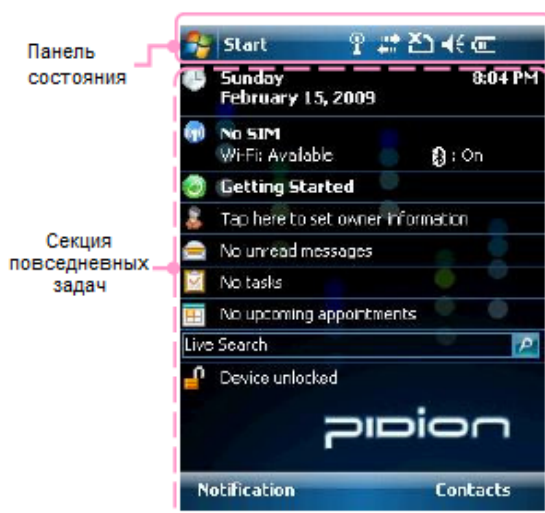 Панель
состояния
Start
Sunday 8:04 PM
February 15, 2009
No SIM
Wi-Fi: Available : On
Getting Started
Tap here to set owner information
Секция
повседневных
задач
No unread messages
No tasks
No upcoming appointments
Live Search
Device unlocked
PIDION
Notification Contacts